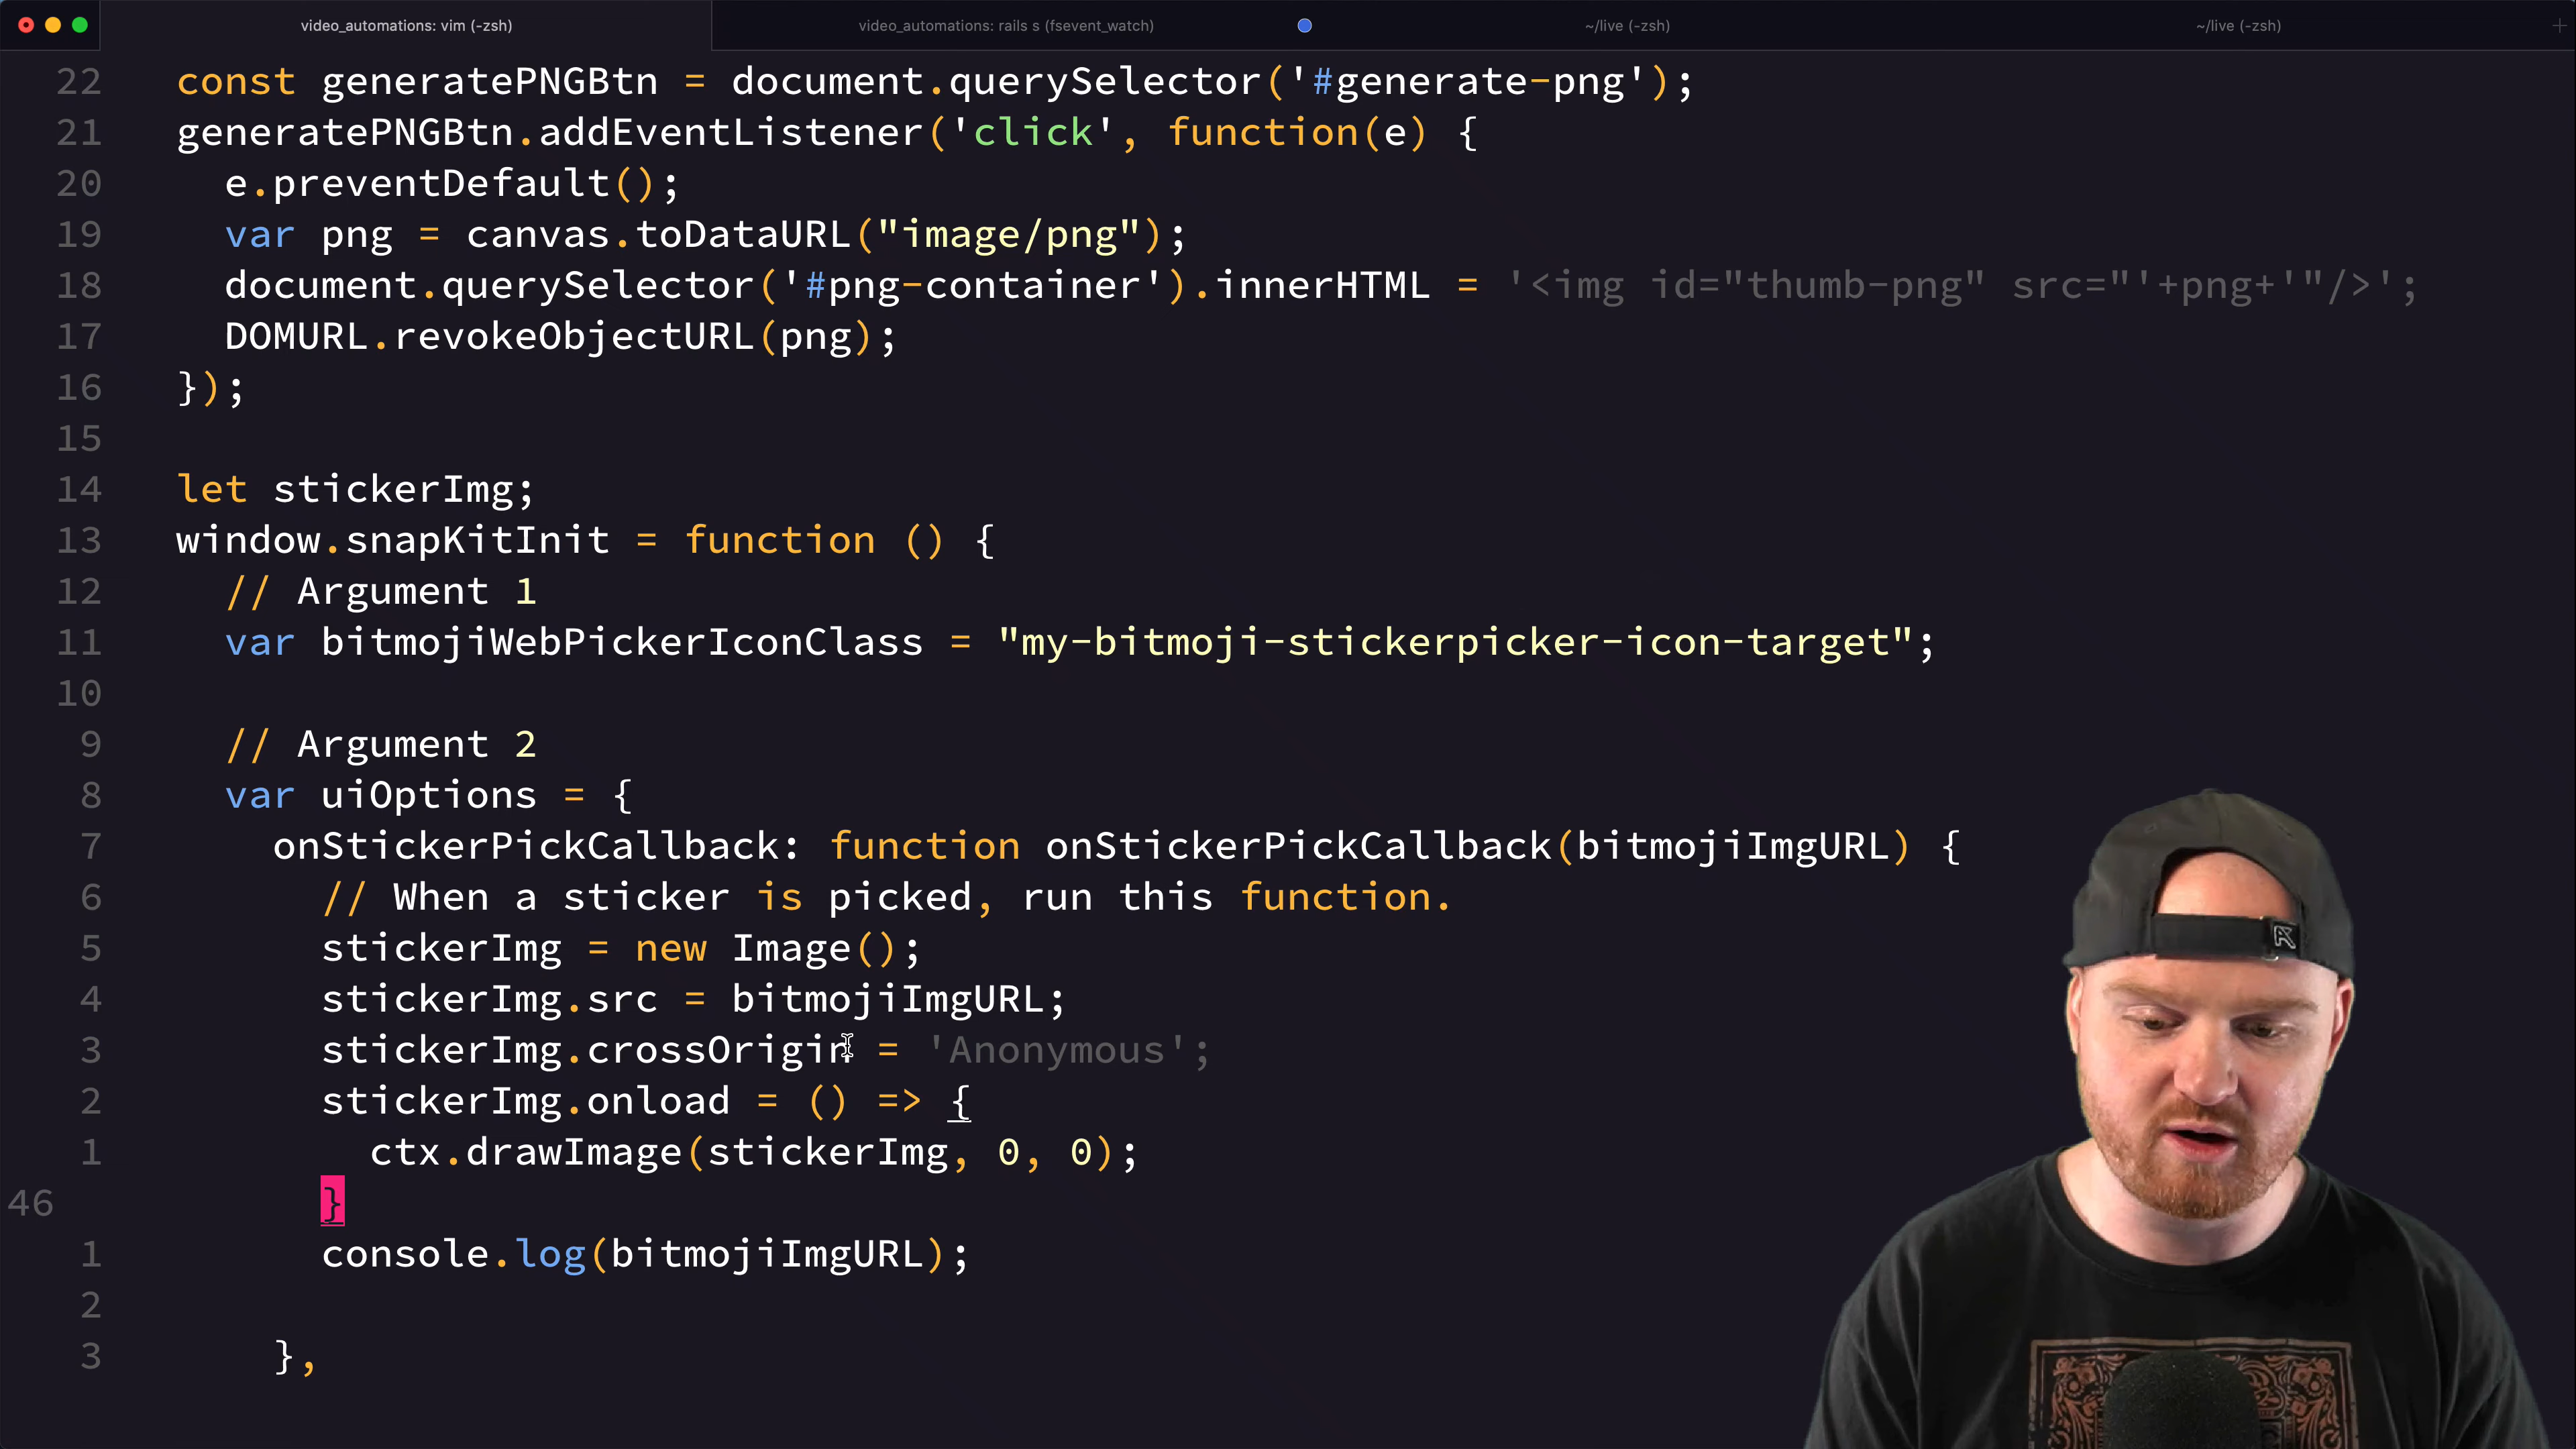 video_automations: vim (-zsh)
video_automations: rails s (fsevent_watch)
~/live (-zsh)
~/live (-zsh)
22 const generatePNGBtn = document.querySelector('#generate-png');
21 generatePNGBtn.addEventListener('click', function(e) {
20 e.preventDefault();
19 var png = canvas.toDataURL("image/png");
18 document.querySelector('#png-container').innerHTML = '<img id="thumb-png" src="'+png+'"/>';
17 DOMURL.revokeObjectURL(png);
16 });
15
14 let stickerImg;
13 window.snapKitInit = function () {
12 // Argument 1
11 var bitmojiWebPickerIconClass = "my-bitmoji-stickerpicker-icon-target";
10
9 // Argument 2
8 var uiOptions = {
7 onStickerPickCallback: function onStickerPickCallback(bitmojiImgURL) {
6 // When a sticker is picked, run this function.
5 stickerImg = new Image();
4 stickerImg.src = bitmojiImgURL;
3 stickerImg.crossOrigin = 'Anonymous';
2 stickerImg.onload = () => {
1 ctx.drawImage(stickerImg, 0, 0);
46 }
1 console.log(bitmojiImgURL);
2
3 },